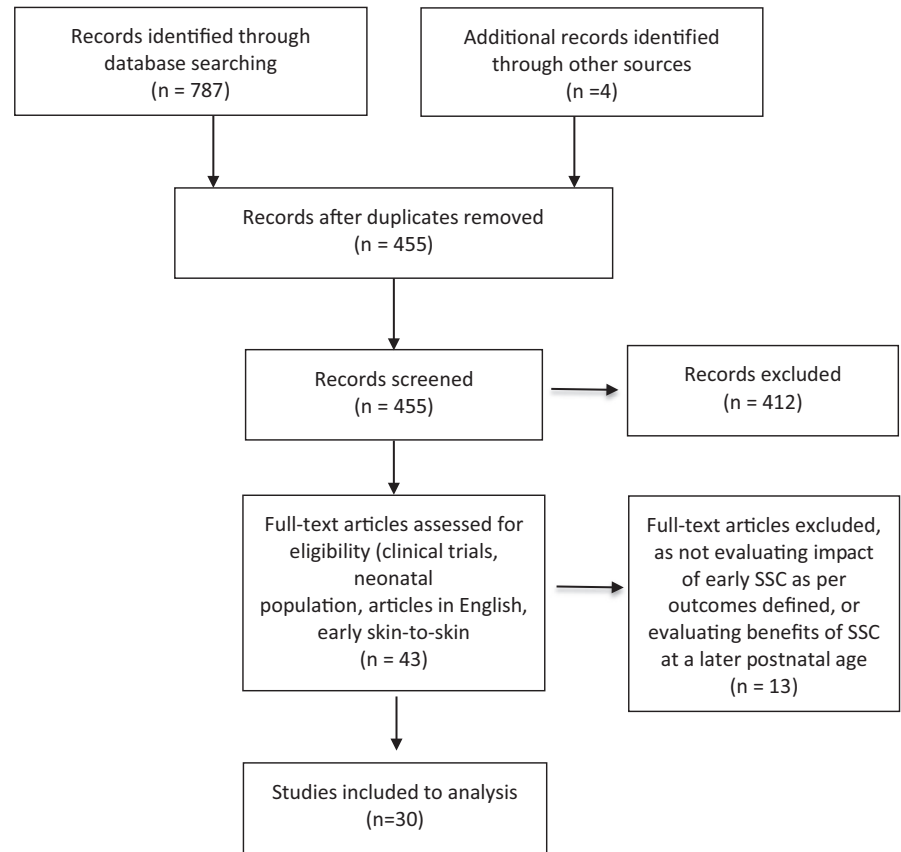 Records identified through
database searching
(n = 787)
Additional records identified
through other sources
(n =4)
Records after duplicates removed
(n = 455)
Records screened
(n = 455)
Records excluded
(n = 412)
Full-text articles assessed for
eligibility (clinical trials,
neonatal
population, articles in English,
early skin-to-skin
(n = 43)
Full-text articles excluded,
as not evaluating impact
of early SSC as per
outcomes defined, or
evaluating benefits of SSC
at a later postnatal age
(n = 13)
Studies included to analysis
(n=30)